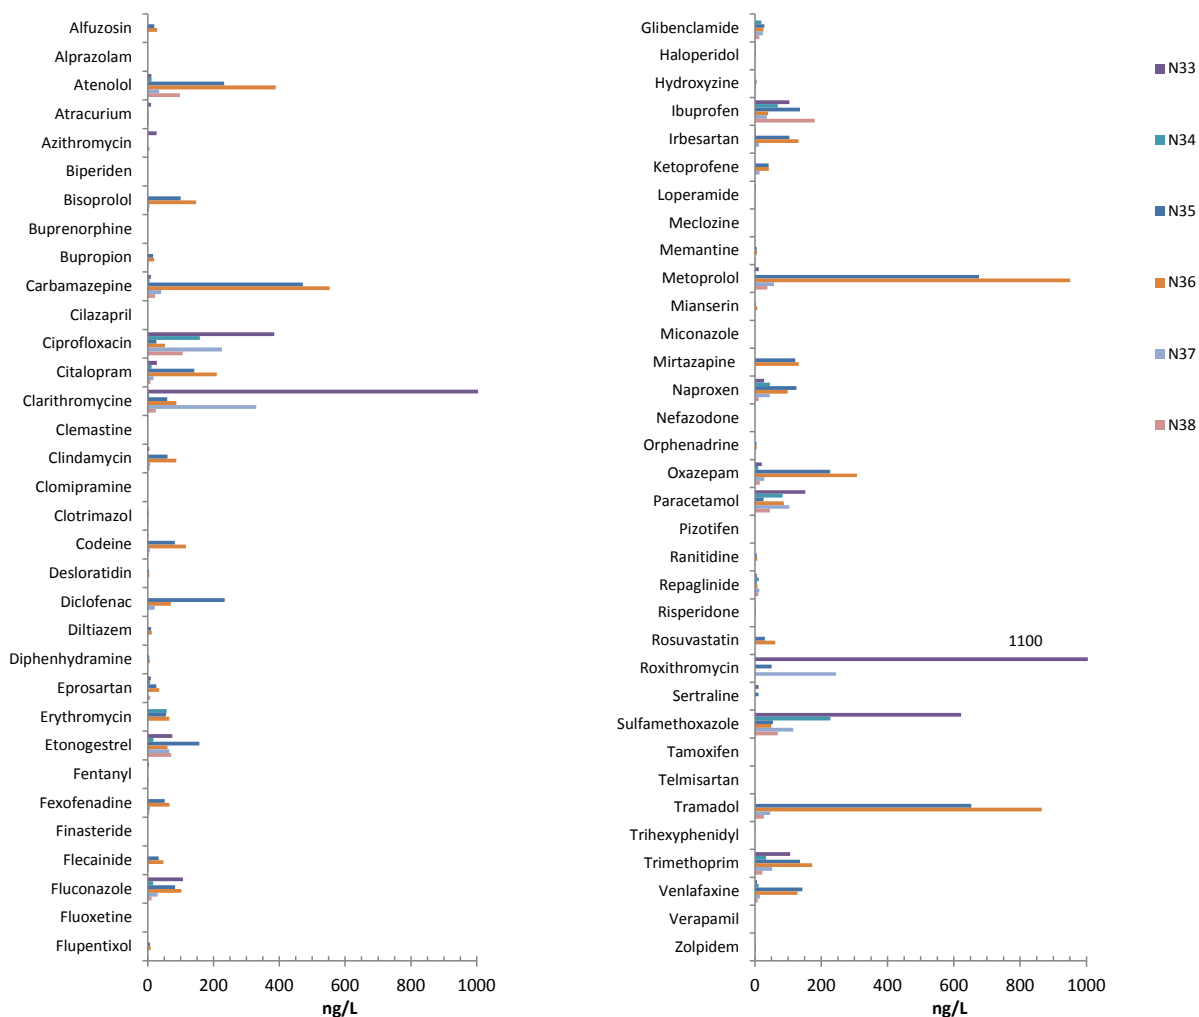 Alfuzosin
Alprazolam
Atenolol
Atracurium
Azithromycin
Biperiden
Bisoprolol
Buprenorphine
Bupropion
Carbamazepine
Cilazapril
Ciprofloxacin
Citalopram
Clarithromycine
Clemastine
Clindamycin
Clomipramine
Clotrimazol
Codeine
Desloratidin
Diclofenac
Diltiazem
Diphenhydramine
Eprosartan
Erythromycin
Etonogestrel
Fentanyl
Fexofenadine
Finasteride
Flecainide
Fluconazole
Fluoxetine
Flupentixol
0 200 400 600 800 1000
ng/L
Glibenclamide
Haloperidol
Hydroxyzine
Ibuprofen
Irbesartan
Ketoprofene
Loperamide
Meclozine
Memantine
Metoprolol
Mianserin
Miconazole
Mirtazapine
Naproxen
Nefazodone
Orphenadrine
Oxazepam
Paracetamol
Pizotifen
Ranitidine
Repaglinide
Risperidone
Rosuvastatin
1100
Roxithromycin
Sertraline
Sulfamethoxazole
Tamoxifen
Telmisartan
Tramadol
Trihexyphenidyl
Trimethoprim
Venlafaxine
Verapamil
Zolpidem
0 200 400 600 800 1000
ng/L
N33
N34
N35
N36
N37
N38